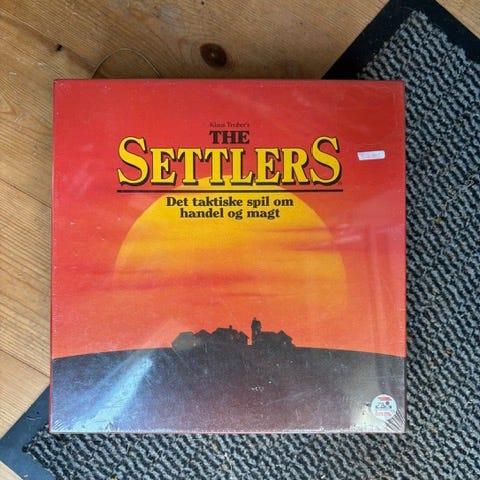 Klaus Teuber's
THE
SETTLERS
Det taktiske spil om
handel og magt